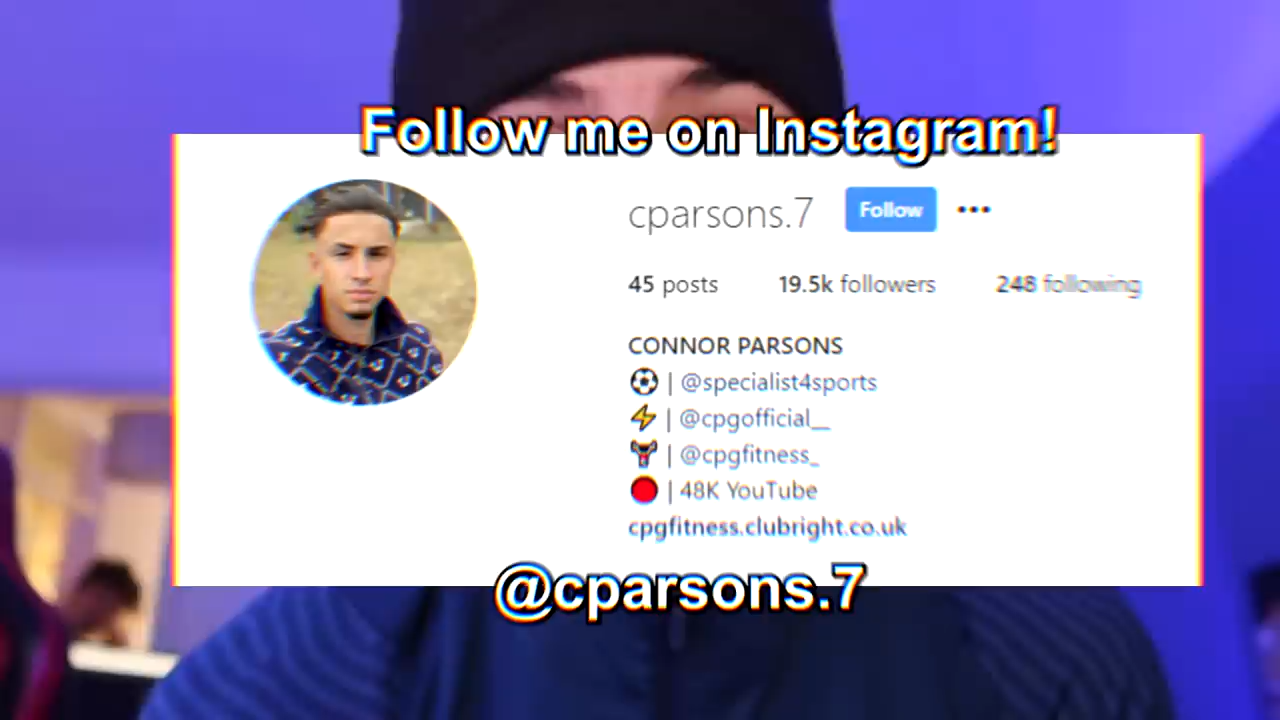 Follow me on Instagram!
cparsons.7 Follow •••
45 posts 19.5k followers 248 following
CONNOR PARSONS
| @specialist4sports
| @cpgofficial__
| @cpgfitness_
| 48K YouTube
cpgfitness.clubright.co.uk
@cparsons.7